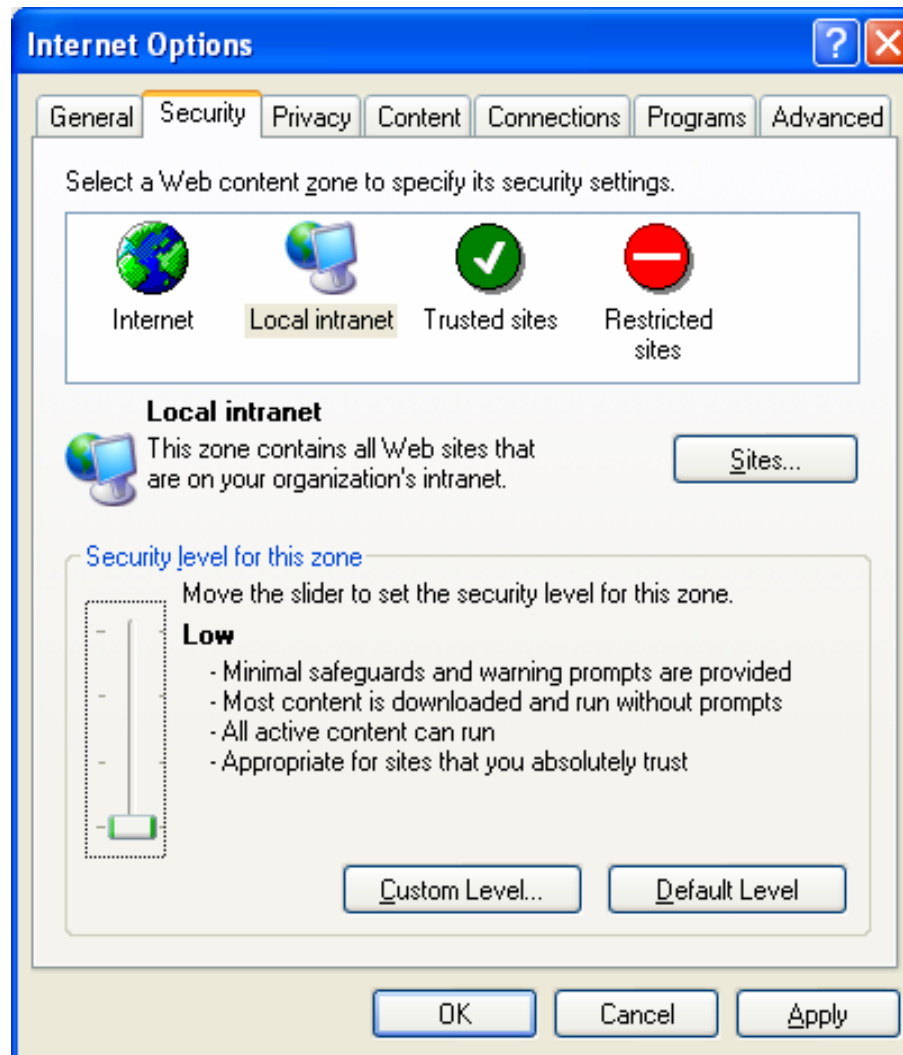 Internet Options
General Security Privacy Content Connections Programs Advanced
Select a Web content zone to specify its security settings.
Internet Local intranet Trusted sites Restricted sites
Local intranet
This zone contains all Web sites that
are on your organization's intranet.
Sites...
Security level for this zone
Move the slider to set the security level for this zone.
Low
- Minimal safeguards and warning prompts are provided
- Most content is downloaded and run without prompts
- All active content can run
- Appropriate for sites that you absolutely trust
Custom Level... Default Level
OK Cancel Apply